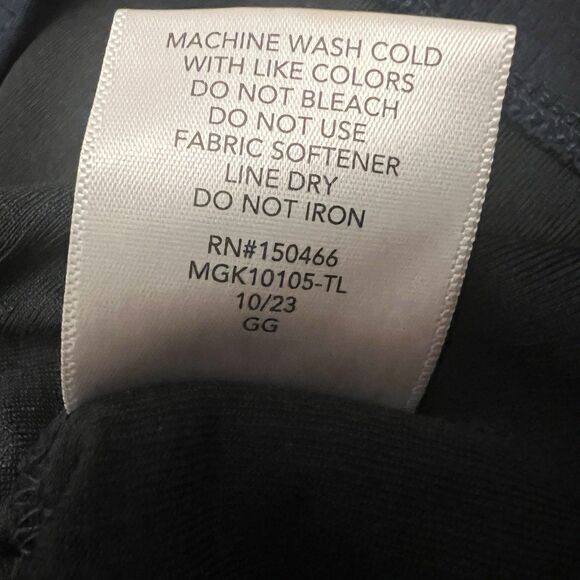 MACHINE WASH COLD
WITH LIKE COLORS
DO NOT BLEACH
DO NOT USE
FABRIC SOFTENER
LINE DRY
DO NOT IRON
RN#150466
MGK10105-TL
10/23
GG